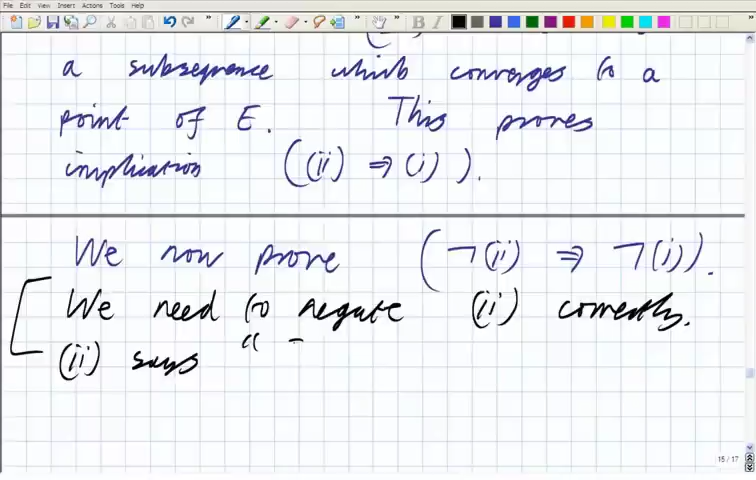 File Edit View Insert Actions Tools Help
a subsequence which converges to a
point of E. This proves
implication ((ii) ⇒ (i)).
We now prove (¬(ii) ⇒ ¬(i)).
We need to negate (ii) correctly.
(ii) says “
15 / 17